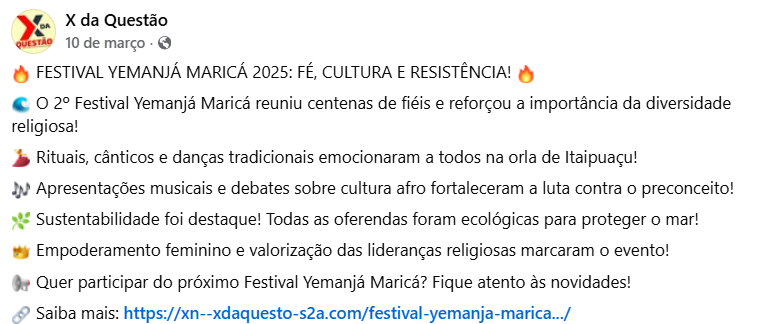 X DA QUESTÃO
X da Questão
10 de março ·
🔥 FESTIVAL YEMANJÁ MARICÁ 2025: FÉ, CULTURA E RESISTÊNCIA! 🔥
🌊 O 2º Festival Yemanjá Maricá reuniu centenas de fiéis e reforçou a importância da diversidade
religiosa!
💃 Rituais, cânticos e danças tradicionais emocionaram a todos na orla de Itaipuaçu!
🎶 Apresentações musicais e debates sobre cultura afro fortaleceram a luta contra o preconceito!
🌿 Sustentabilidade foi destaque! Todas as oferendas foram ecológicas para proteger o mar!
👑 Empoderamento feminino e valorização das lideranças religiosas marcaram o evento!
📢 Quer participar do próximo Festival Yemanjá Maricá? Fique atento às novidades!
🔗 Saiba mais: https://xn--xdaquesto-s2a.com/festival-yemanja-marica.../